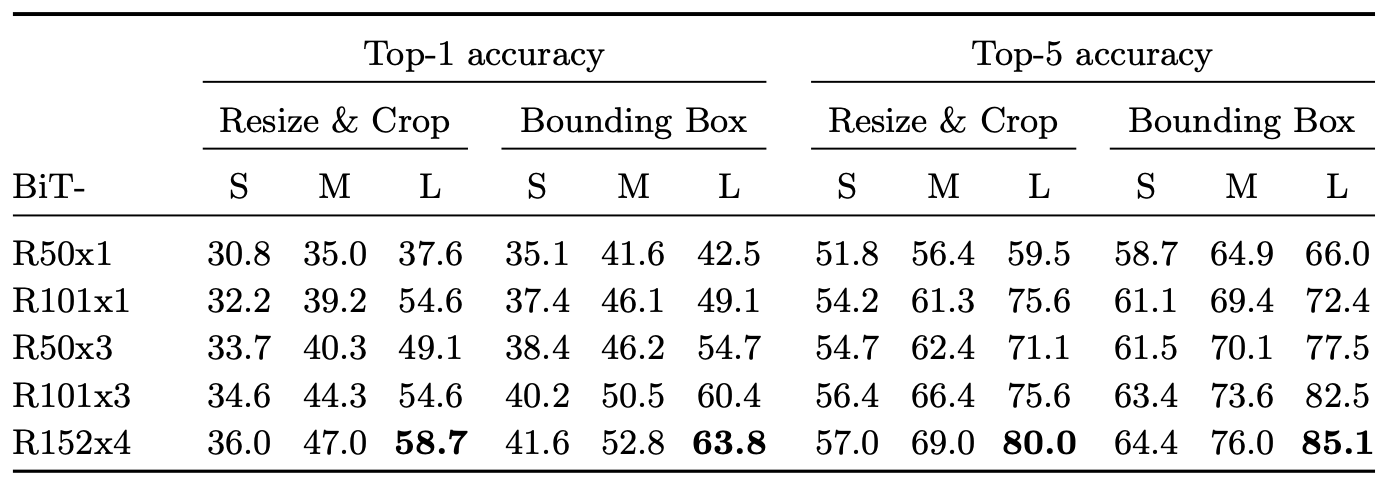 Top-1 accuracy Top-5 accuracy
Resize & Crop Bounding Box Resize & Crop Bounding Box
BiT- S M L S M L S M L S M L
R50x1 30.8 35.0 37.6 35.1 41.6 42.5 51.8 56.4 59.5 58.7 64.9 66.0
R101x1 32.2 39.2 54.6 37.4 46.1 49.1 54.2 61.3 75.6 61.1 69.4 72.4
R50x3 33.7 40.3 49.1 38.4 46.2 54.7 54.7 62.4 71.1 61.5 70.1 77.5
R101x3 34.6 44.3 54.6 40.2 50.5 60.4 56.4 66.4 75.6 63.4 73.6 82.5
R152x4 36.0 47.0 58.7 41.6 52.8 63.8 57.0 69.0 80.0 64.4 76.0 85.1